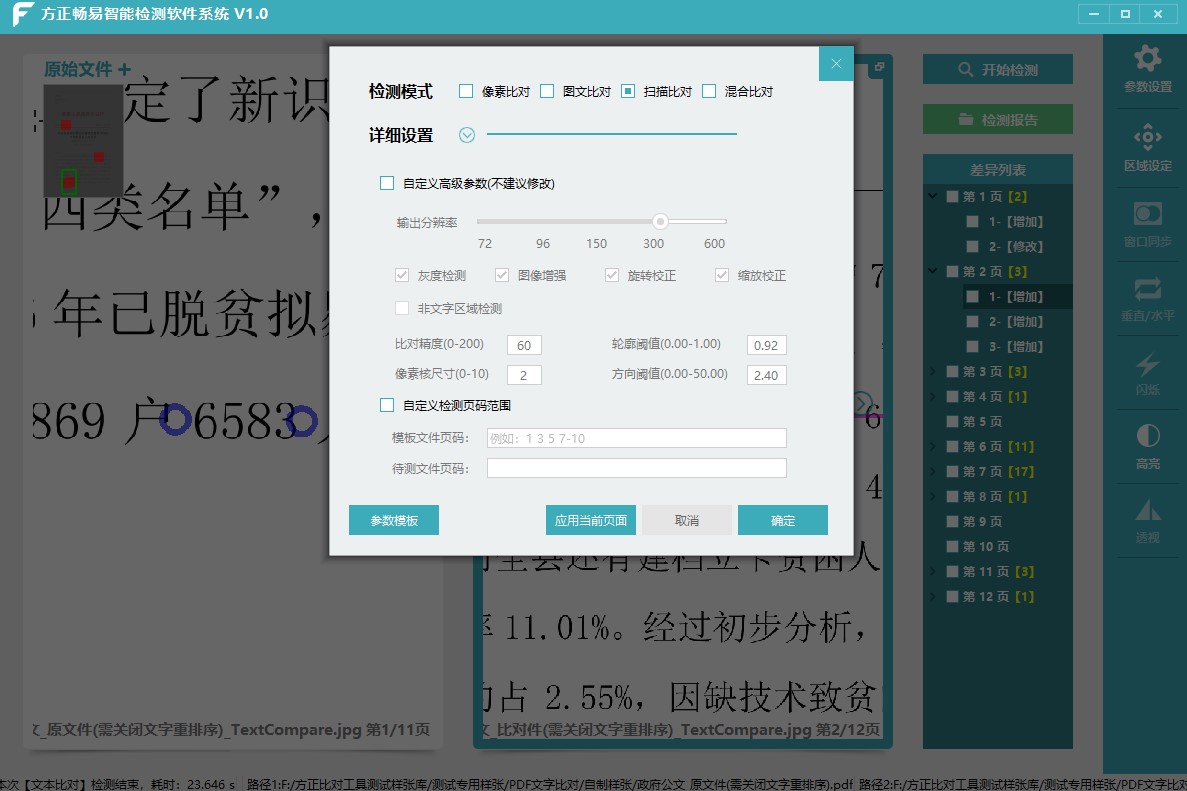 方正畅易智能检测软件系统 V1.0
原始文件 +
定了新识
四类名单”，
年已脱贫拟
869 户 6583
文_原文件(需关闭文字重排序)_TextCompare.jpg 第1/11页
检测模式
像素比对
图文比对
扫描比对
混合比对
详细设置
自定义高级参数(不建议修改)
输出分辨率
72 96 150 300 600
灰度检测
图像增强
旋转校正
缩放校正
非文字区域检测
比对精度(0-200) 60
轮廓阈值(0.00-1.00) 0.92
像素核尺寸(0-10) 2
方向阈值(0.00-50.00) 2.40
自定义检测页码范围
模板文件页码： 例如：1 3 5 7-10
待测文件页码：
参数模板
应用当前页面
取消
确定
7
6
4
率 11.01%。经过初步分析，
占 2.55%，因缺技术致贫
文_比对件(需关闭文字重排序)_TextCompare.jpg 第2/12页
开始检测
检测报告
差异列表
第 1 页【2】
1-【增加】
2-【修改】
第 2 页【3】
1-【增加】
2-【增加】
3-【增加】
第 3 页【3】
第 4 页【1】
第 5 页
第 6 页【11】
第 7 页【17】
第 8 页【1】
第 9 页
第 10 页
第 11 页【3】
第 12 页【1】
参数设置
区域设定
窗口同步
垂直/水平
闪烁
高亮
透视
本次【文本比对】检测结束，耗时：23.646 s
路径1:F:/方正比对工具测试样张库/测试专用样张/PDF文字比对/自制样张/政府公文_原文件(需关闭文字重排序).pdf 路径2:F:/方正比对工具测试样张库/测试专用样张/PDF文字比对